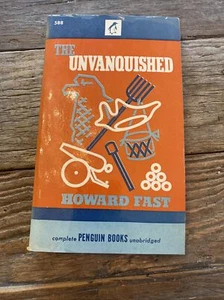 588
THE
UNVANQUISHED
HOWARD FAST
complete PENGUIN BOOKS unabridged